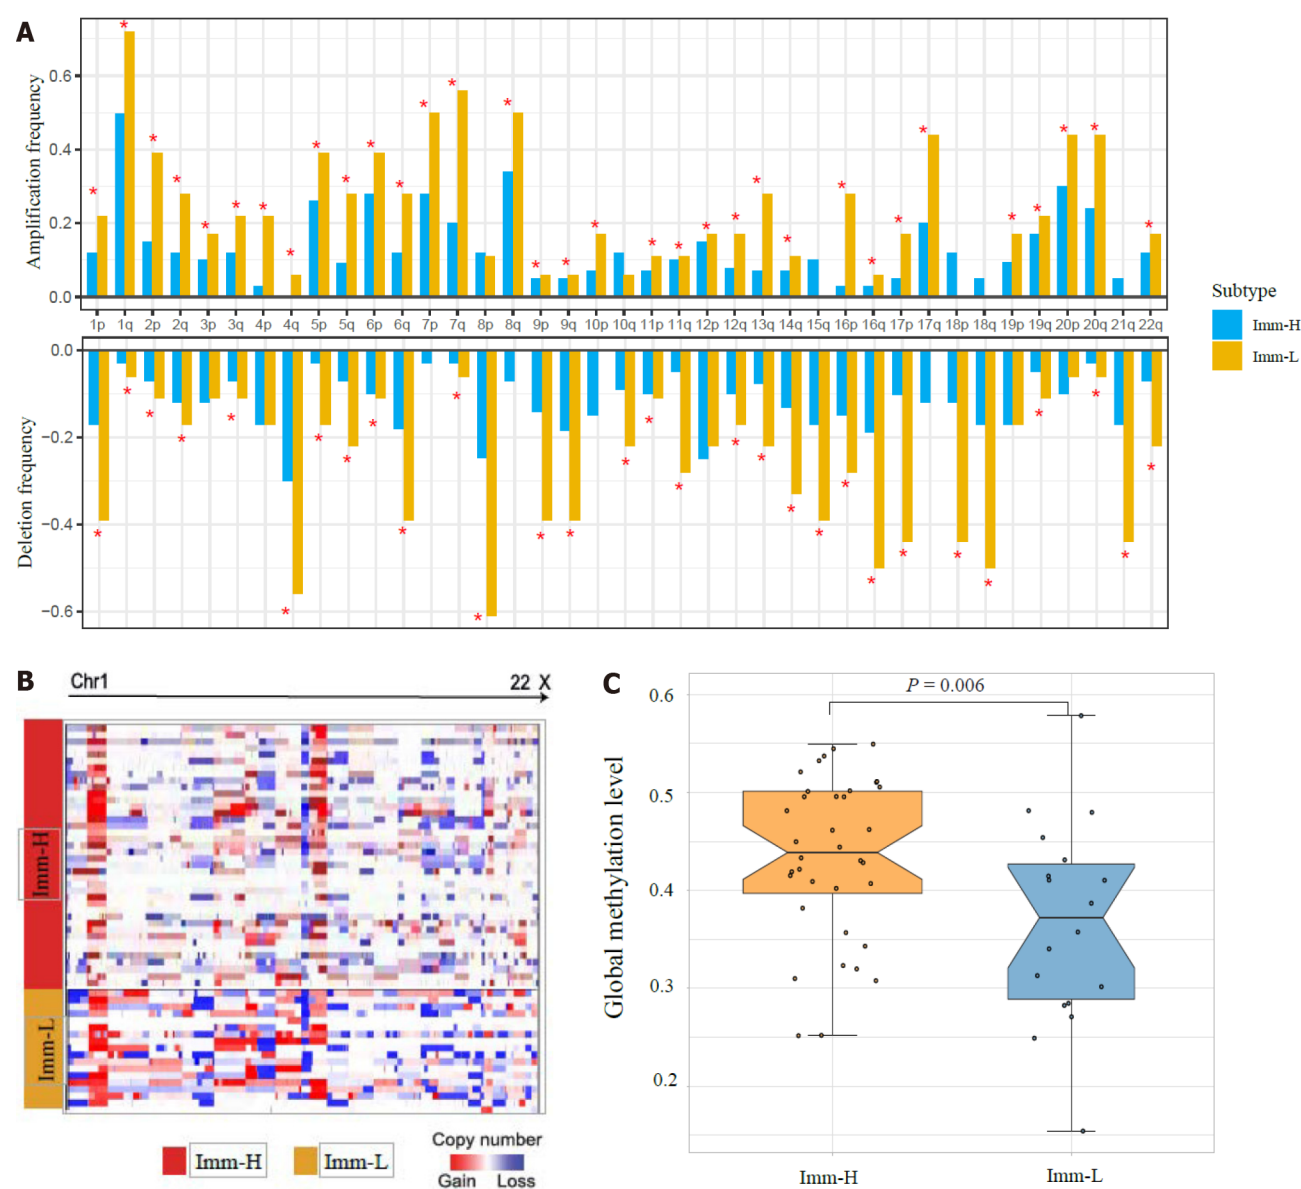 A
Amplification frequency
0.6
0.4
0.2
0.0
* * * * * * * * * * * * * * * * * * * * * * * * * * * * * * * * *
1p 1q 2p 2q 3p 3q 4p 4q 5p 5q 6p 6q 7p 7q 8p 8q 9p 9q 10p 10q 11p 11q 12p 12q 13q 14q 15q 16p 16q 17p 17q 18p 18q 19p 19q 20p 20q 21q 22q
Deletion frequency
0.0
−0.2
−0.4
−0.6
Subtype
Imm-H
Imm-L
B
Chr1 22 X
Imm-H
Imm-L
Imm-H Imm-L
Copy number
Gain Loss
C
Global methylation level
0.6
0.5
0.4
0.3
0.2
P = 0.006
Imm-H Imm-L